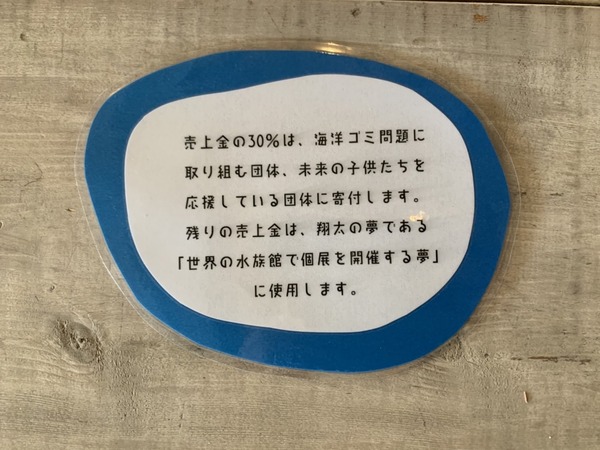 売上金の30%は、海洋ゴミ問題に
取り組む団体、未来の子供たちを
応援している団体に寄付します。
残りの売上金は、翔太の夢である
「世界の水族館で個展を開催する夢」
に使用します。